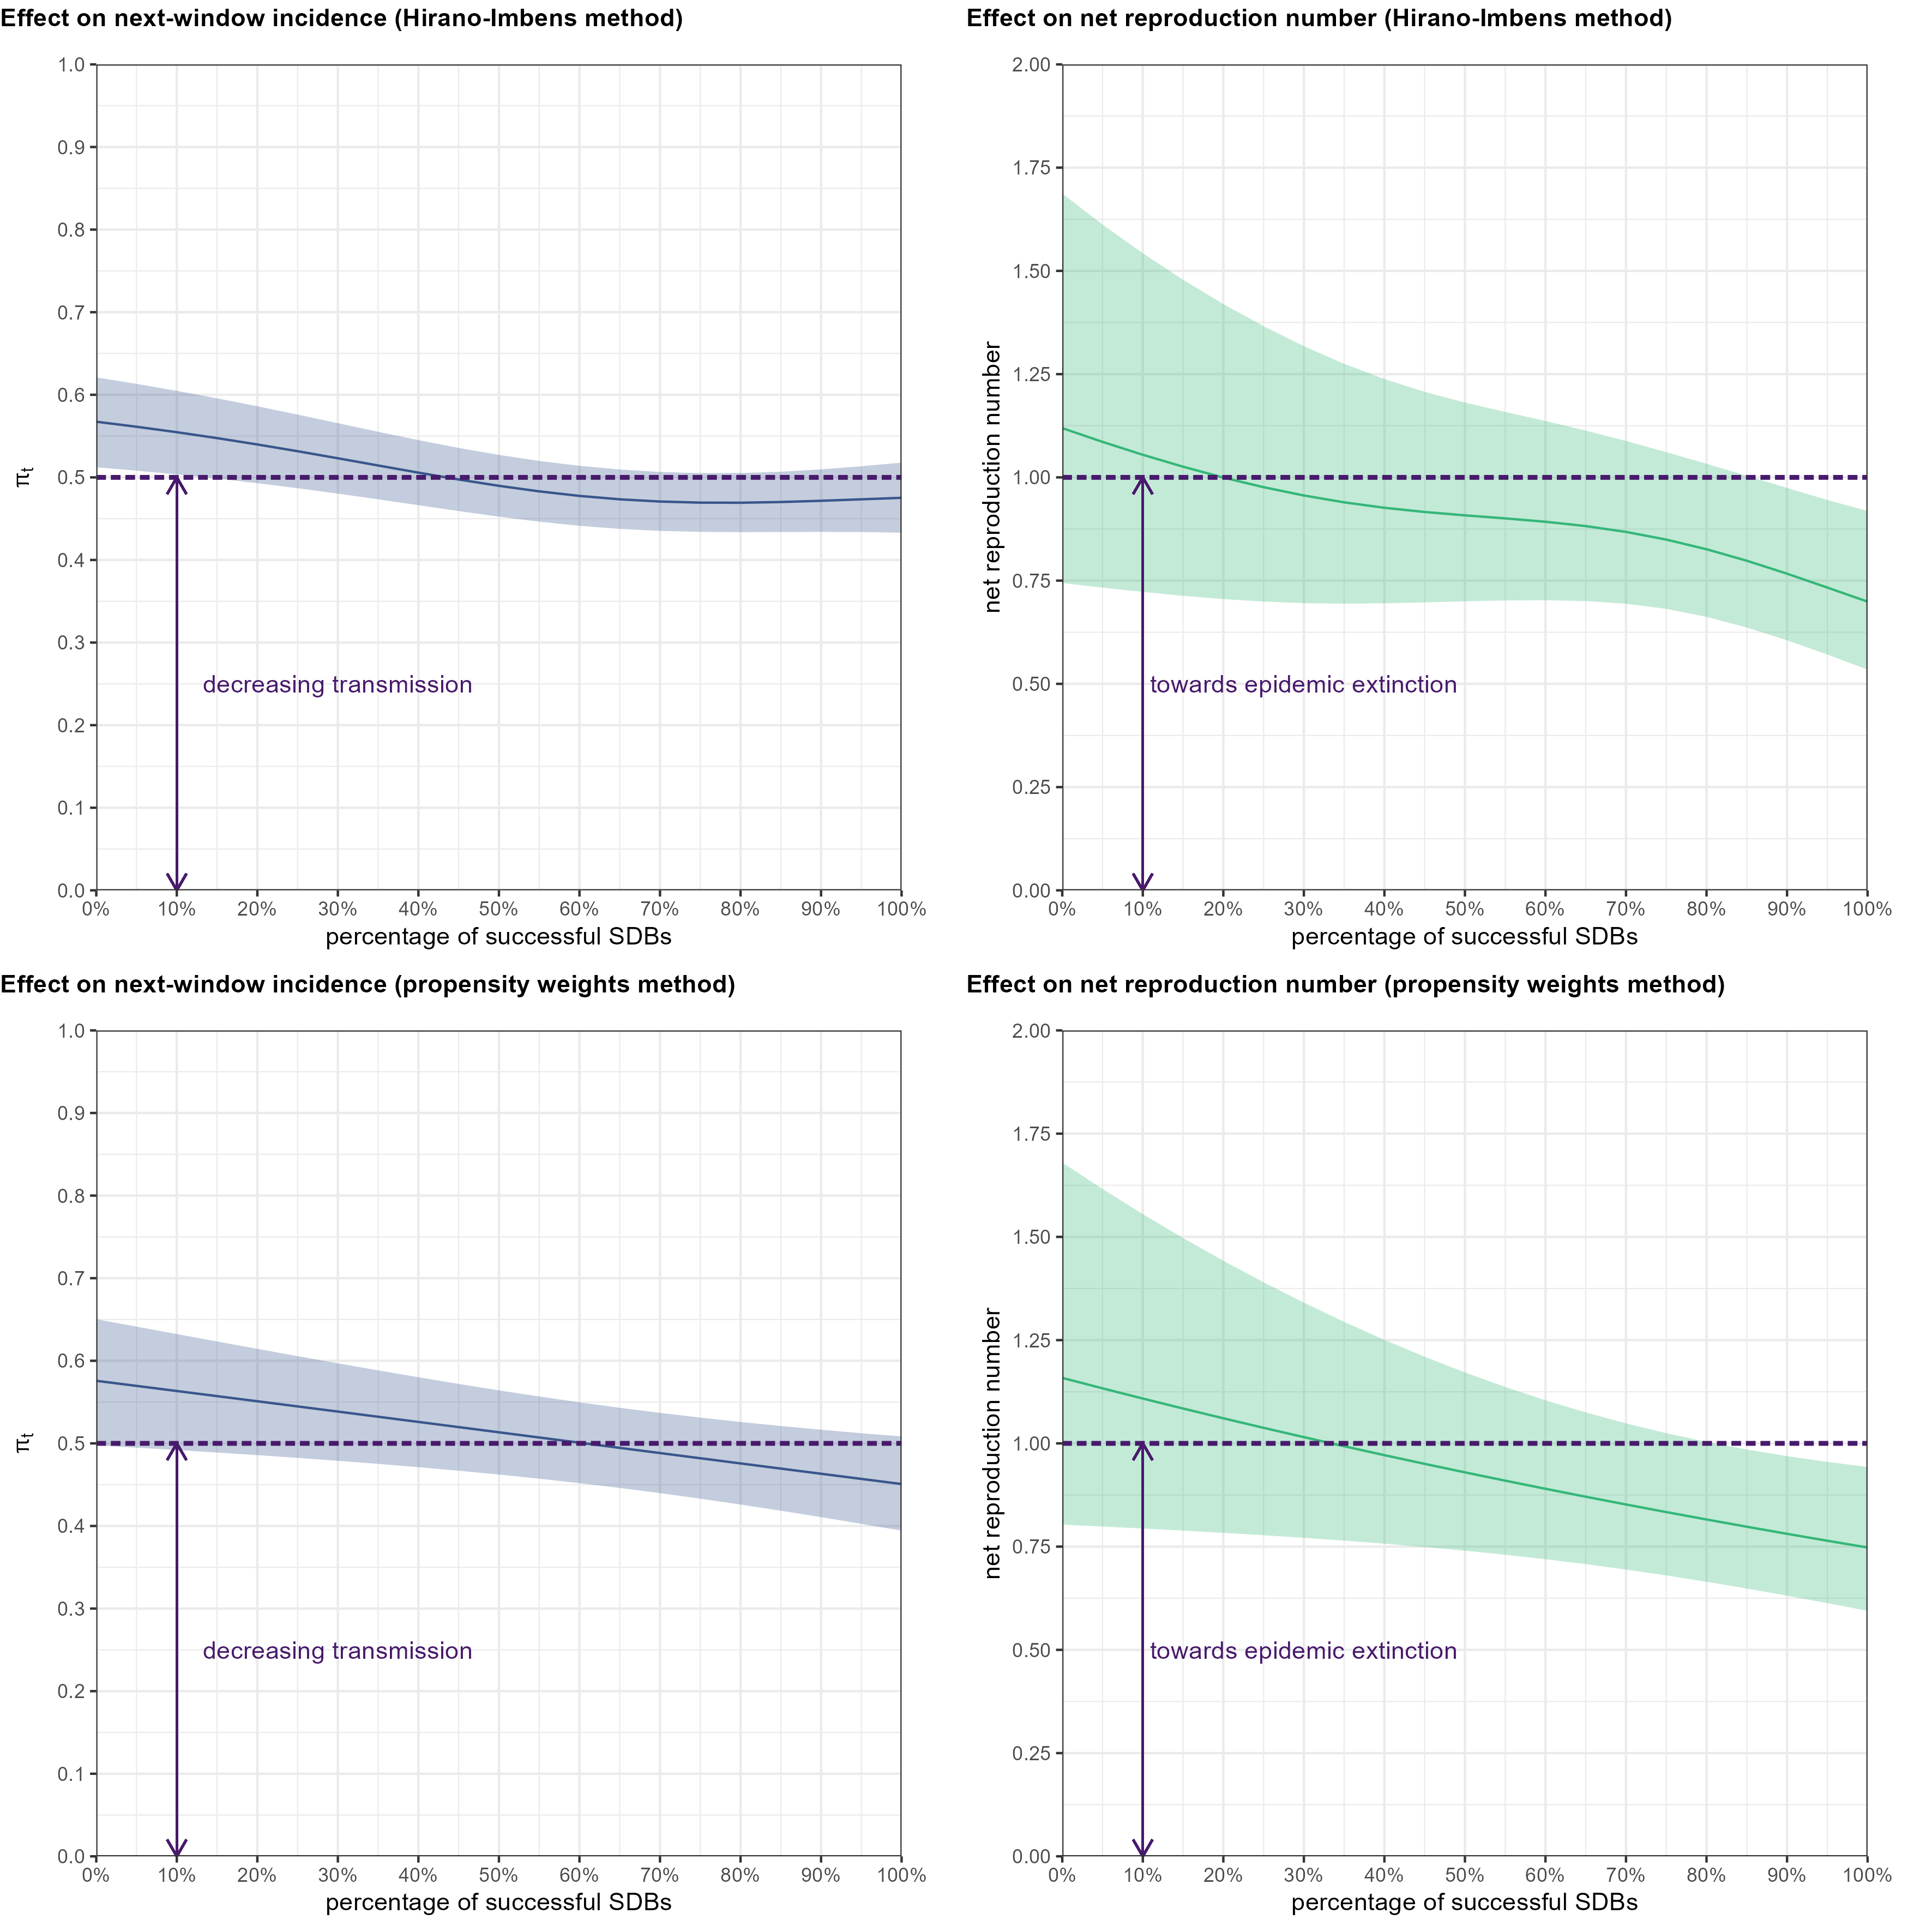 Effect on next-window incidence (Hirano-Imbens method)
1.0
0.9
0.8
0.7
0.6
0.5
0.4
0.3
0.2
0.1
0.0
πt
decreasing transmission
0% 10% 20% 30% 40% 50% 60% 70% 80% 90% 100%
percentage of successful SDBs
Effect on net reproduction number (Hirano-Imbens method)
2.00
1.75
1.50
1.25
1.00
0.75
0.50
0.25
0.00
net reproduction number
towards epidemic extinction
0% 10% 20% 30% 40% 50% 60% 70% 80% 90% 100%
percentage of successful SDBs
Effect on next-window incidence (propensity weights method)
1.0
0.9
0.8
0.7
0.6
0.5
0.4
0.3
0.2
0.1
0.0
πt
decreasing transmission
0% 10% 20% 30% 40% 50% 60% 70% 80% 90% 100%
percentage of successful SDBs
Effect on net reproduction number (propensity weights method)
2.00
1.75
1.50
1.25
1.00
0.75
0.50
0.25
0.00
net reproduction number
towards epidemic extinction
0% 10% 20% 30% 40% 50% 60% 70% 80% 90% 100%
percentage of successful SDBs